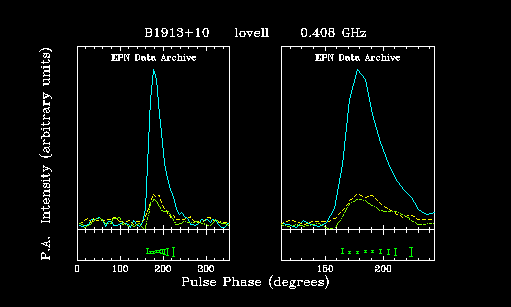 B1913+10 lovell 0.408 GHz
EPN Data Archive EPN Data Archive
P.A. Intensity (arbitrary units)
0 100 200 300 150 200
Pulse Phase (degrees)